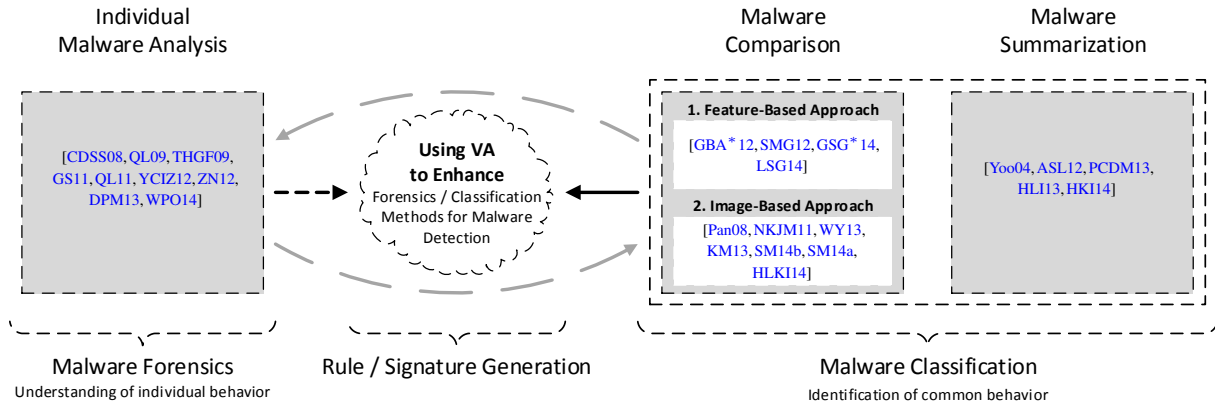 Individual
Malware Analysis
Malware
Comparison
Malware
Summarization
[CDSS08, QL09, THGF09,
GS11, QL11, YCIZ12, ZN12,
DPM13, WPO14]
Using VA
to Enhance
Forensics / Classification
Methods for Malware
Detection
1. Feature-Based Approach
[GBA*12, SMG12, GSG*14,
LSG14]
2. Image-Based Approach
[Pan08, NKJM11, WY13,
KM13, SM14b, SM14a,
HLKI14]
[Yoo04, ASL12, PCDM13,
HLI13, HKI14]
Malware Forensics
Understanding of individual behavior
Rule / Signature Generation
Malware Classification
Identification of common behavior